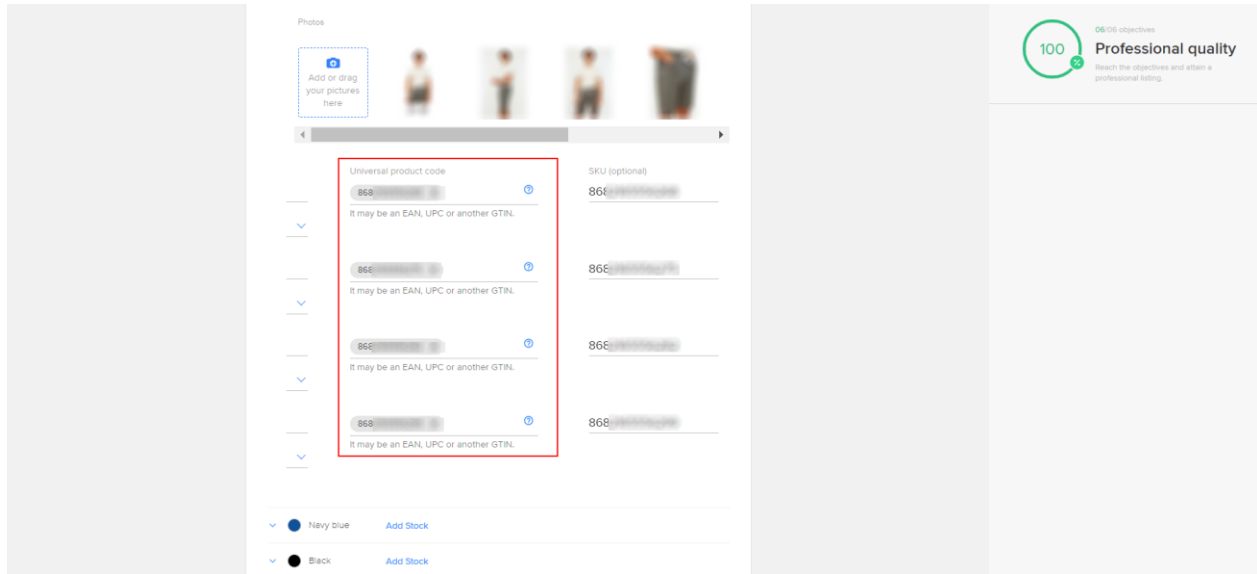 Photos
Add or drag
your pictures
here
Universal product code
SKU (optional)
868
868
It may be an EAN, UPC or another GTIN.
868
868
It may be an EAN, UPC or another GTIN.
868
868
It may be an EAN, UPC or another GTIN.
868
868
It may be an EAN, UPC or another GTIN.
Navy blue
Add Stock
Black
Add Stock
100
%
06/06 objectives
Professional quality
Reach the objectives and attain a
professional listing.